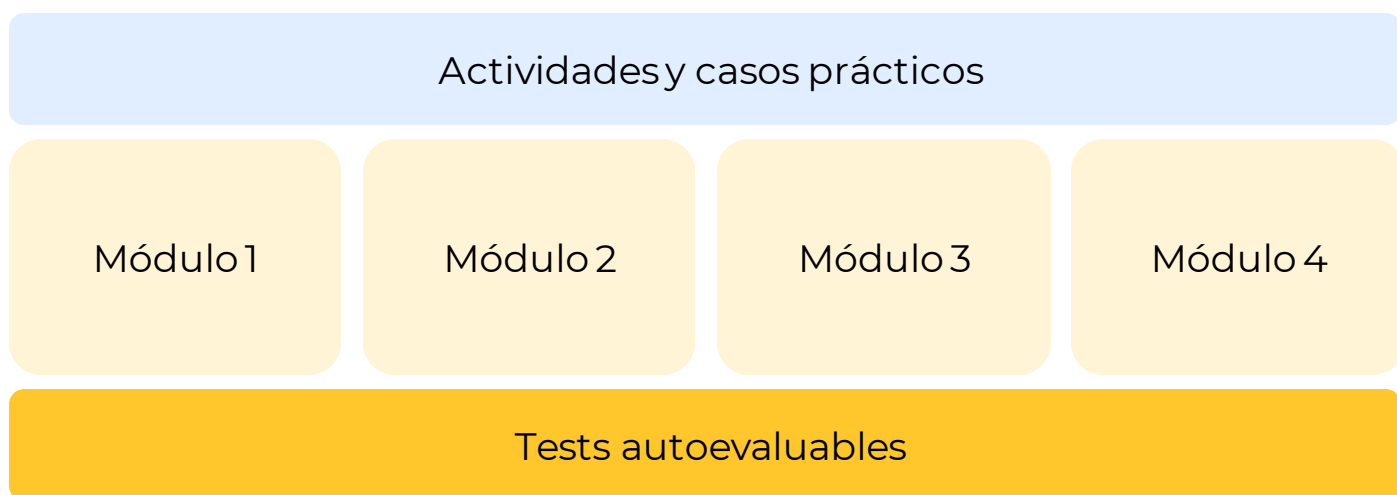 Actividades y casos prácticos
Módulo 1
Módulo 2
Módulo 3
Módulo 4
Tests autoevaluables